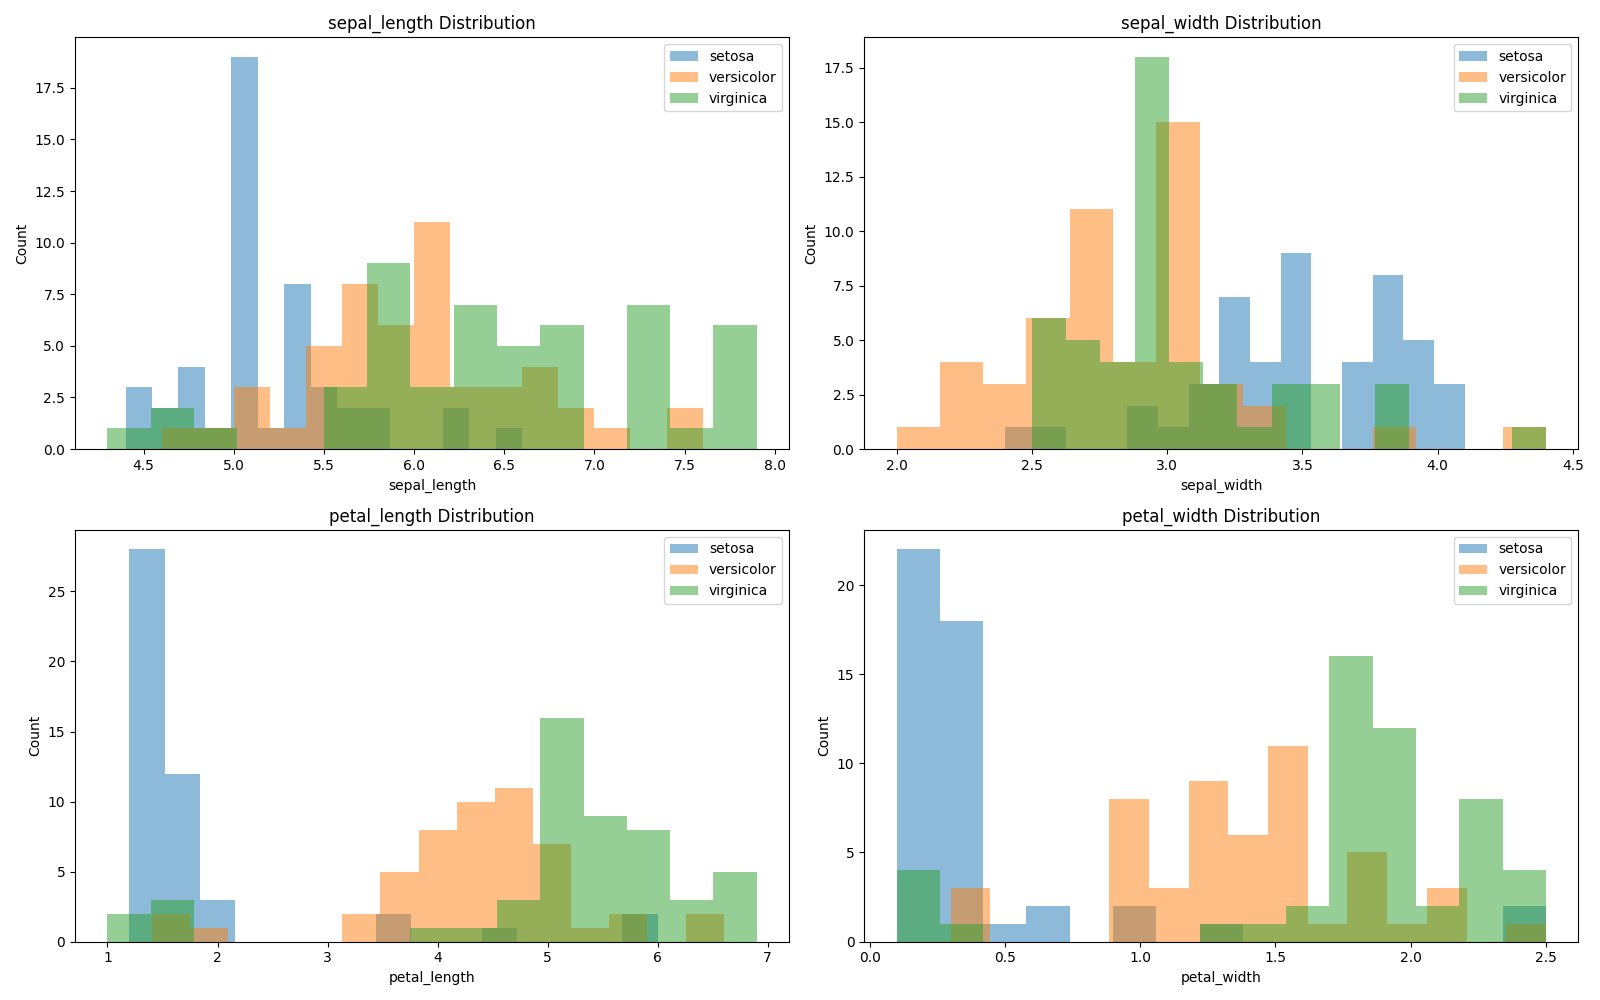 sepal_length Distribution
Count
17.5
15.0
12.5
10.0
7.5
5.0
2.5
0.0
setosa
versicolor
virginica
4.5 5.0 5.5 6.0 6.5 7.0 7.5 8.0
sepal_length
sepal_width Distribution
Count
17.5
15.0
12.5
10.0
7.5
5.0
2.5
0.0
setosa
versicolor
virginica
2.0 2.5 3.0 3.5 4.0 4.5
sepal_width
petal_length Distribution
Count
25
20
15
10
5
0
setosa
versicolor
virginica
1 2 3 4 5 6 7
petal_length
petal_width Distribution
Count
20
15
10
5
0
setosa
versicolor
virginica
0.0 0.5 1.0 1.5 2.0 2.5
petal_width